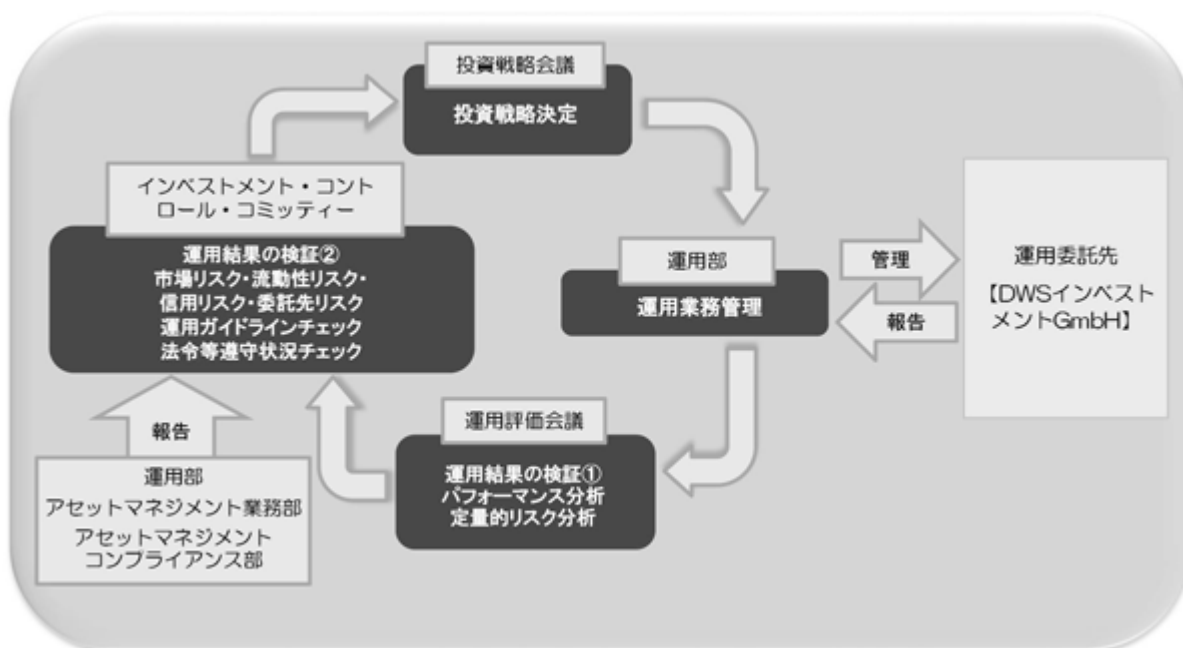 投資戦略会議
投資戦略決定
インベストメント・コント
ロール・コミッティー
運用結果の検証②
市場リスク・流動性リスク・
信用リスク・委託先リスク
運用ガイドラインチェック
法令等遵守状況チェック
運用部
運用業務管理
管理
報告
運用委託先
【DWSインベスト
メントGmbH】
運用評価会議
運用結果の検証①
パフォーマンス分析
定量的リスク分析
報告
運用部
アセットマネジメント業務部
アセットマネジメント
コンプライアンス部